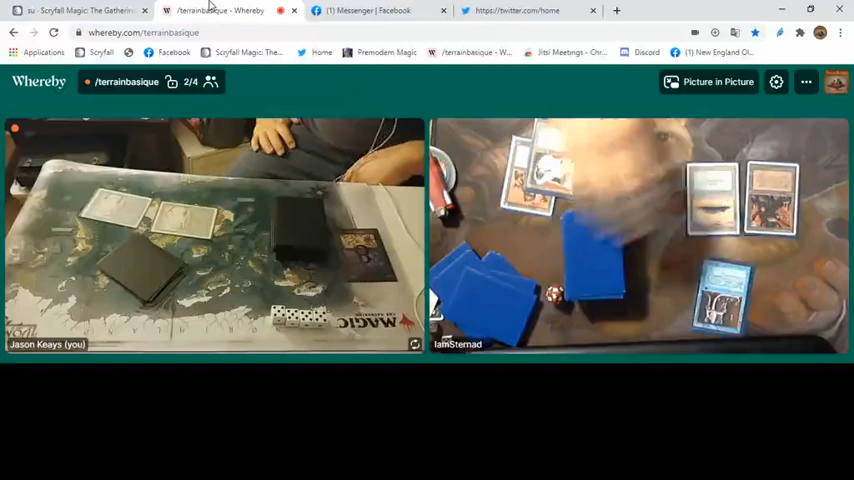 su - Scryfall Magic: The Gatherin
/terrainbasique - Whereby
(1) Messenger | Facebook
https://twitter.com/home
whereby.com/terrainbasique
Applications
Scryfall
Facebook
Scryfall Magic: The...
Home
Premodern Magic
/terrainbasique - W...
Jitsi Meetings - Chr...
Discord
(1) New England Ol...
Whereby
/terrainbasique
2/4
Picture in Picture
MAGIC
Jason Keays (you)
IamSternad